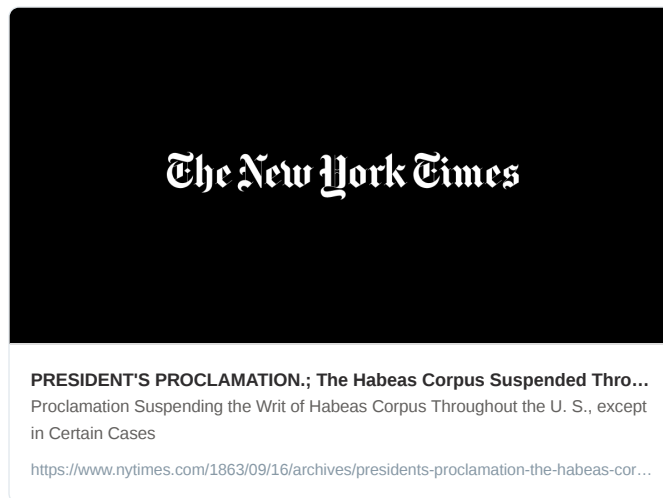 The New York Times
PRESIDENT'S PROCLAMATION.; The Habeas Corpus Suspended Thro…
Proclamation Suspending the Writ of Habeas Corpus Throughout the U. S., except
in Certain Cases
https://www.nytimes.com/1863/09/16/archives/presidents-proclamation-the-habeas-cor…